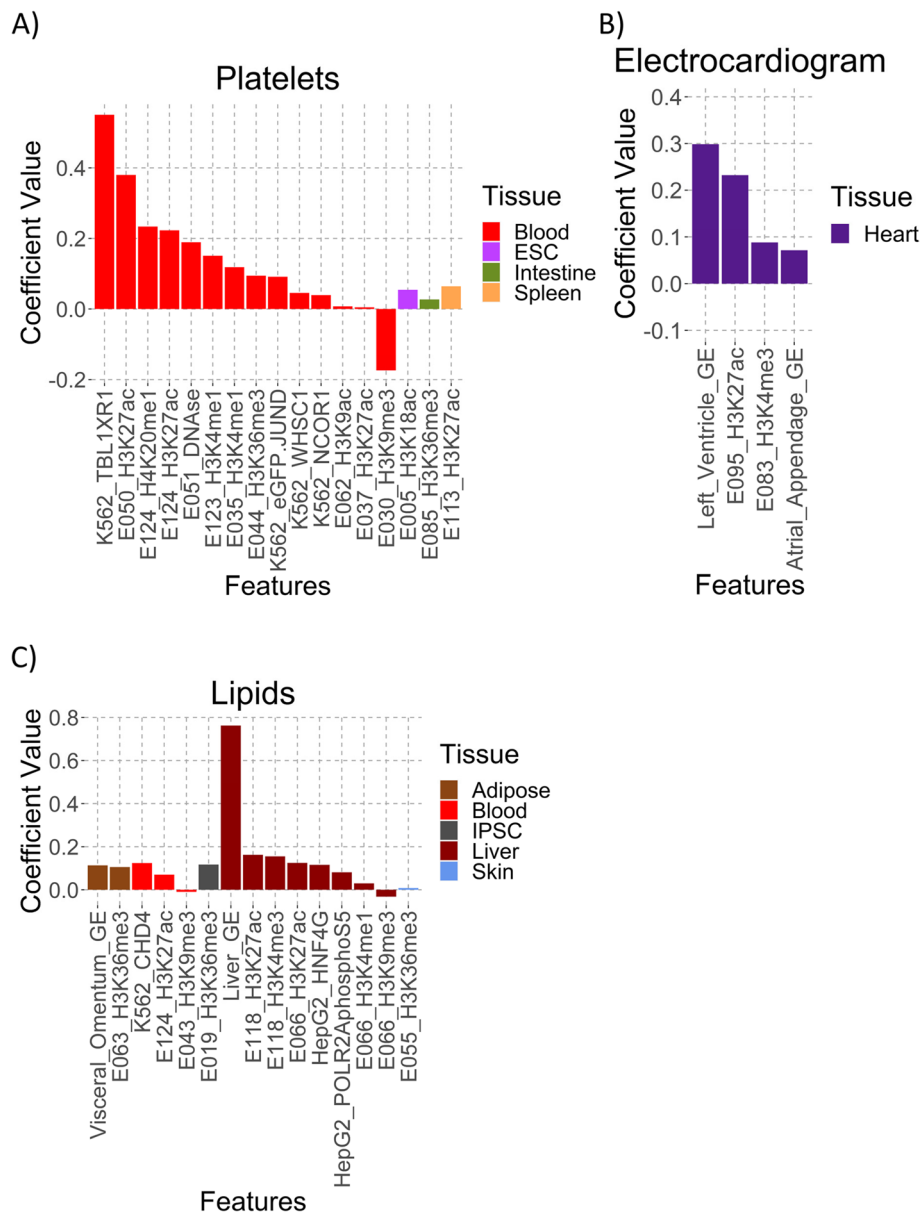 A)
Platelets
Coefficient Value
0.4
0.2
0.0
-0.2
K562_TBL1XR1
E050_H3K27ac
E124_H4K20me1
E124_H3K27ac
E051_DNAse
E123_H3K4me1
E035_H3K4me1
E044_H3K36me3
K562_eGFP.JUND
K562_WHSC1
K562_NCOR1
E062_H3K9ac
E037_H3K27ac
E030_H3K9me3
E005_H3K18ac
E085_H3K36me3
E113_H3K27ac
Features
Tissue
Blood
ESC
Intestine
Spleen
B)
Electrocardiogram
Coefficient Value
0.4
0.3
0.2
0.1
0.0
-0.1
Left_Ventricle_GE
E095_H3K27ac
E083_H3K4me3
Atrial_Appendage_GE
Features
Tissue
Heart
C)
Lipids
Coefficient Value
0.8
0.6
0.4
0.2
0.0
Visceral_Omentum_GE
E063_H3K36me3
K562_CHD4
E124_H3K27ac
E043_H3K9me3
E019_H3K36me3
Liver_GE
E118_H3K27ac
E118_H3K4me3
E066_H3K27ac
HepG2_HNF4G
HepG2_POLR2AphosphoS5
E066_H3K4me1
E066_H3K9me3
E055_H3K36me3
Features
Tissue
Adipose
Blood
IPSC
Liver
Skin